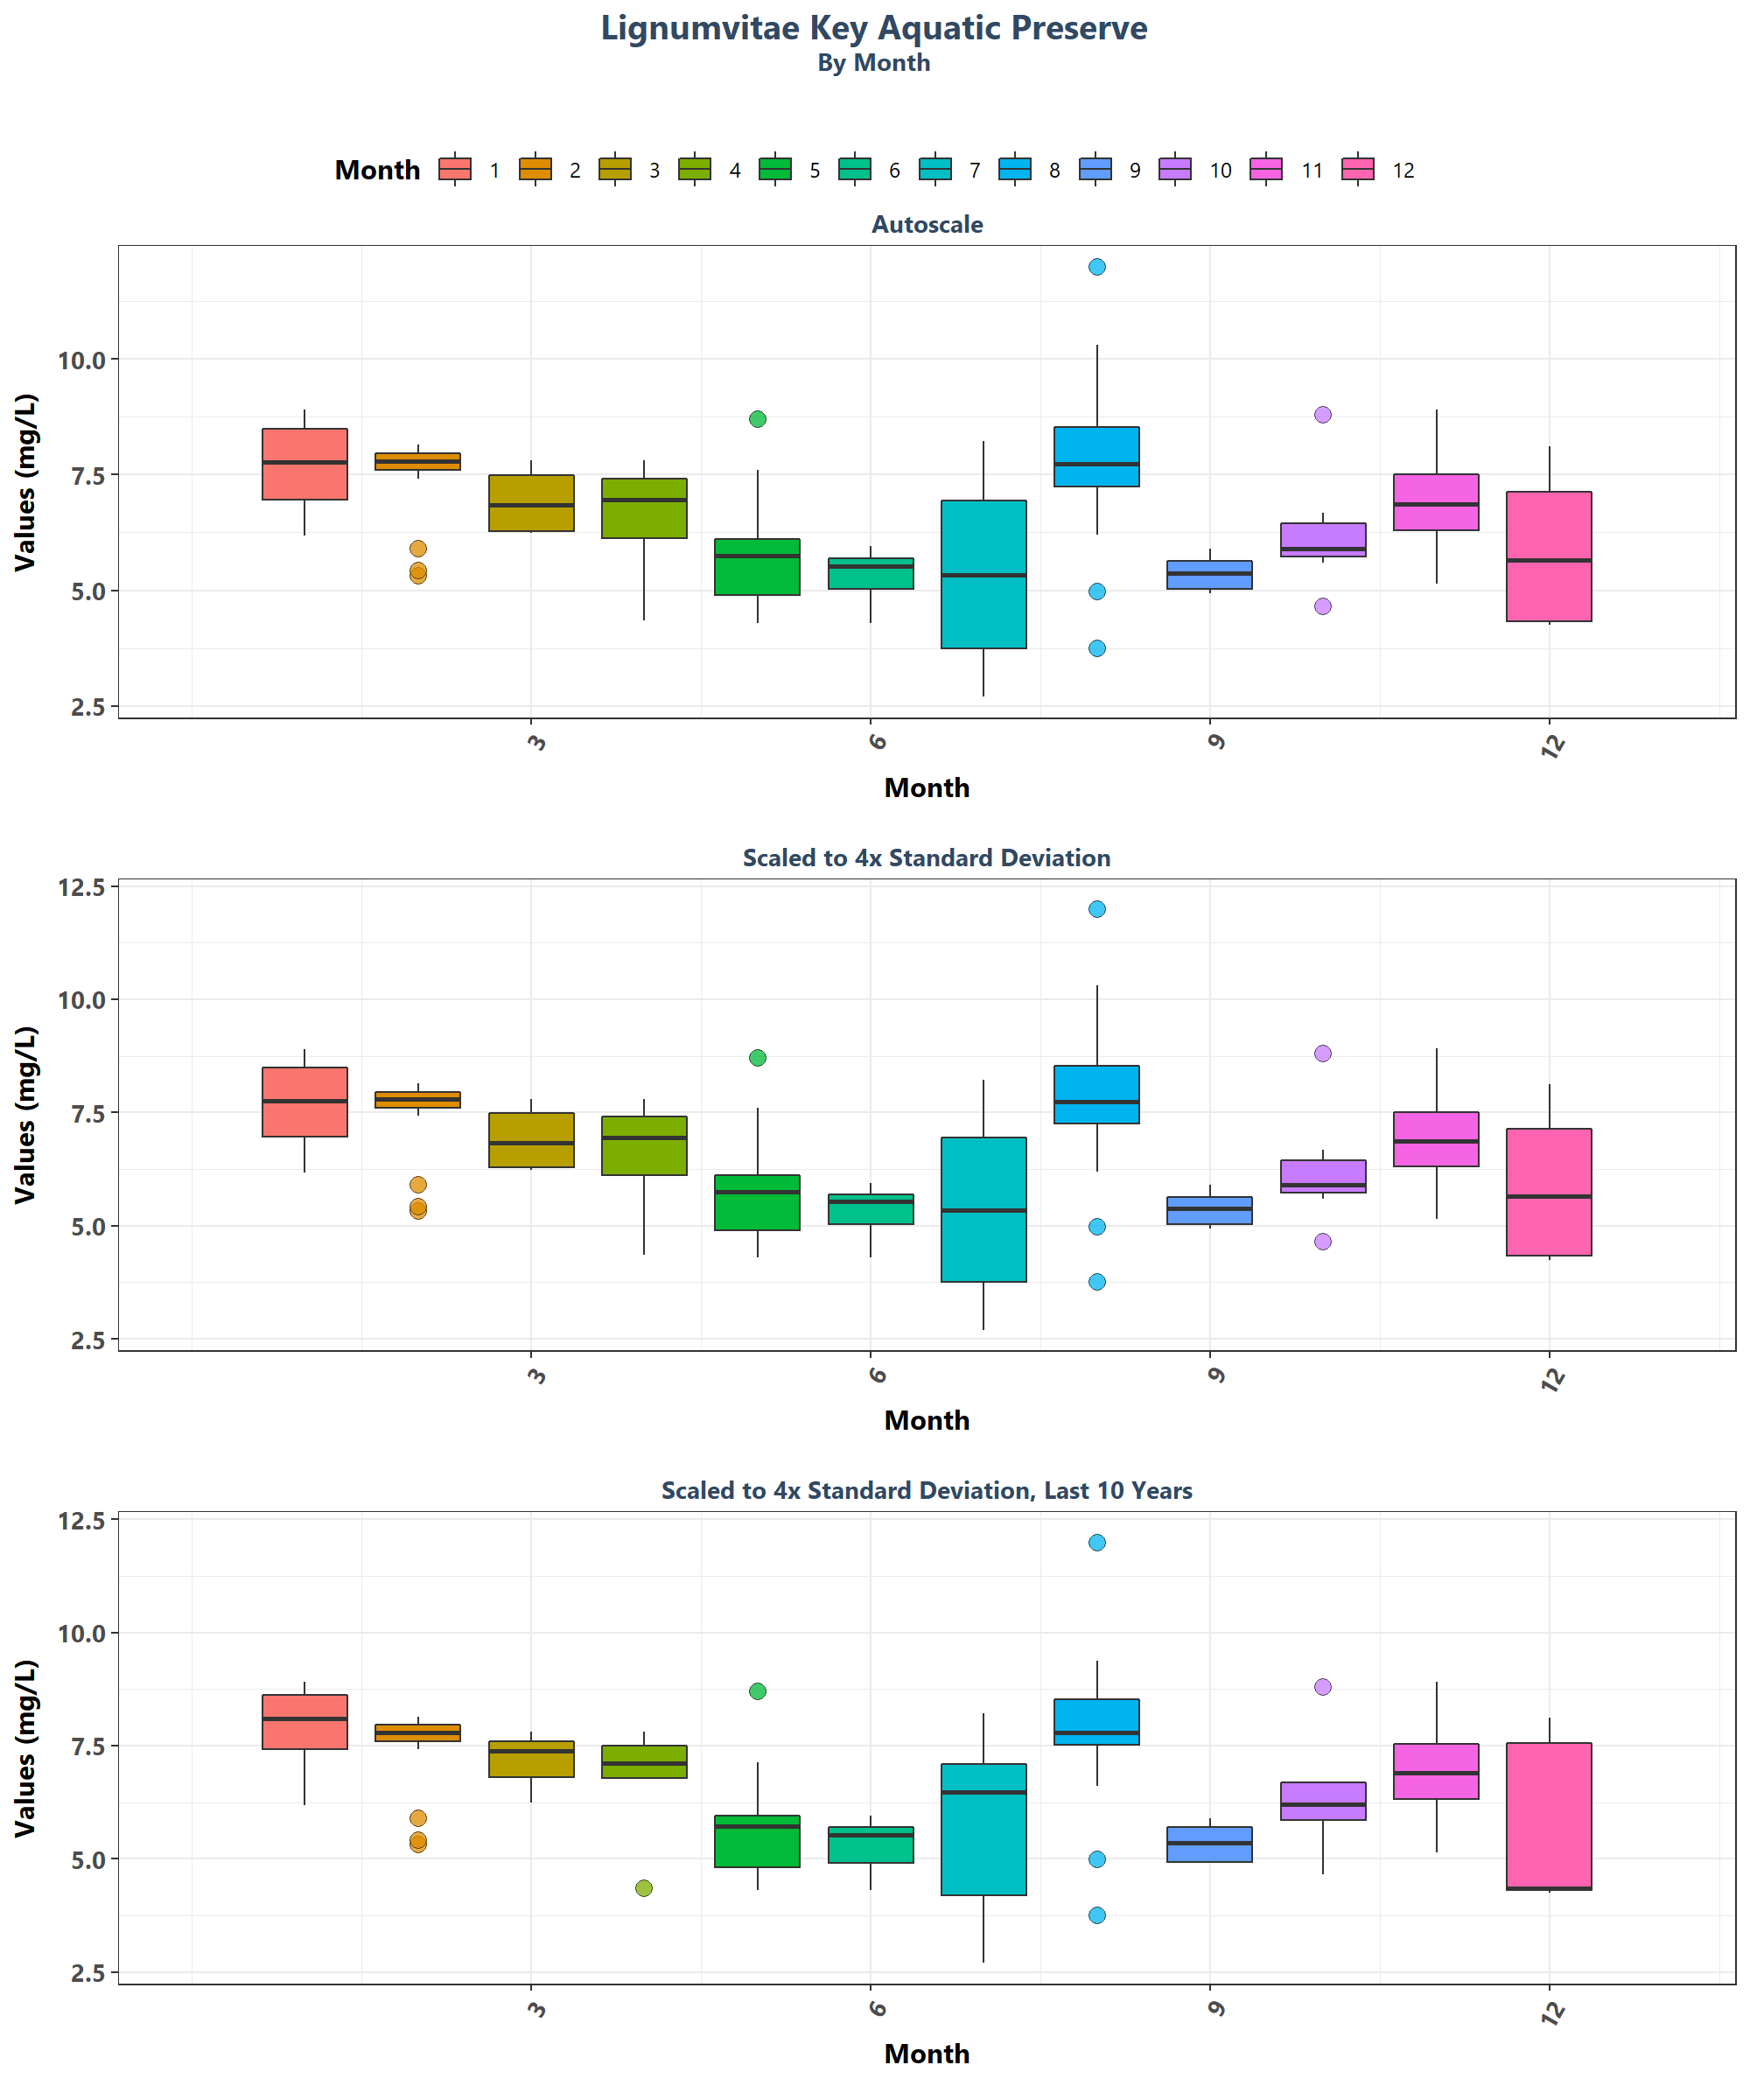 Lignumvitae Key Aquatic Preserve
By Month
Month 1 2 3 4 5 6 7 8 9 10 11 12
Autoscale
Values (mg/L)
10.0
7.5
5.0
2.5
3 6 9 12
Month
Scaled to 4x Standard Deviation
Values (mg/L)
12.5
10.0
7.5
5.0
2.5
3 6 9 12
Month
Scaled to 4x Standard Deviation, Last 10 Years
Values (mg/L)
12.5
10.0
7.5
5.0
2.5
3 6 9 12
Month